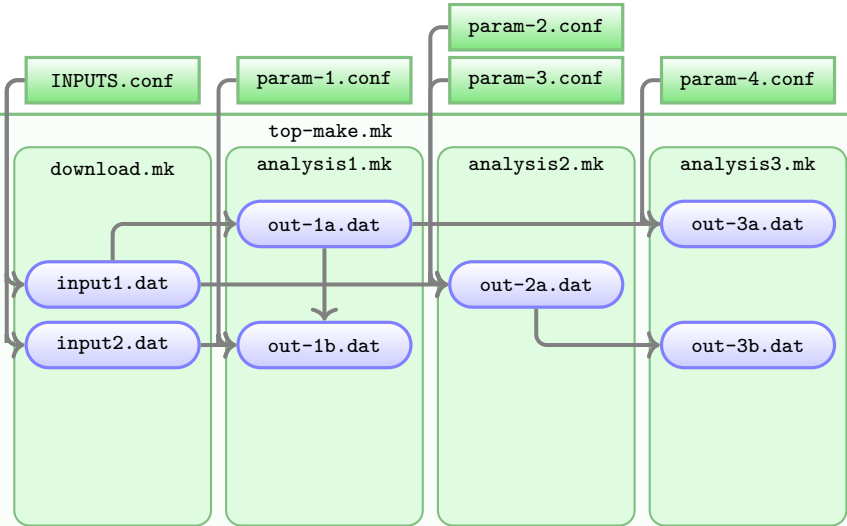 param-2.conf
INPUTS.conf
param-1.conf
param-3.conf
param-4.conf
top-make.mk
download.mk
analysis1.mk
analysis2.mk
analysis3.mk
out-1a.dat
out-3a.dat
input1.dat
out-2a.dat
input2.dat
out-1b.dat
out-3b.dat